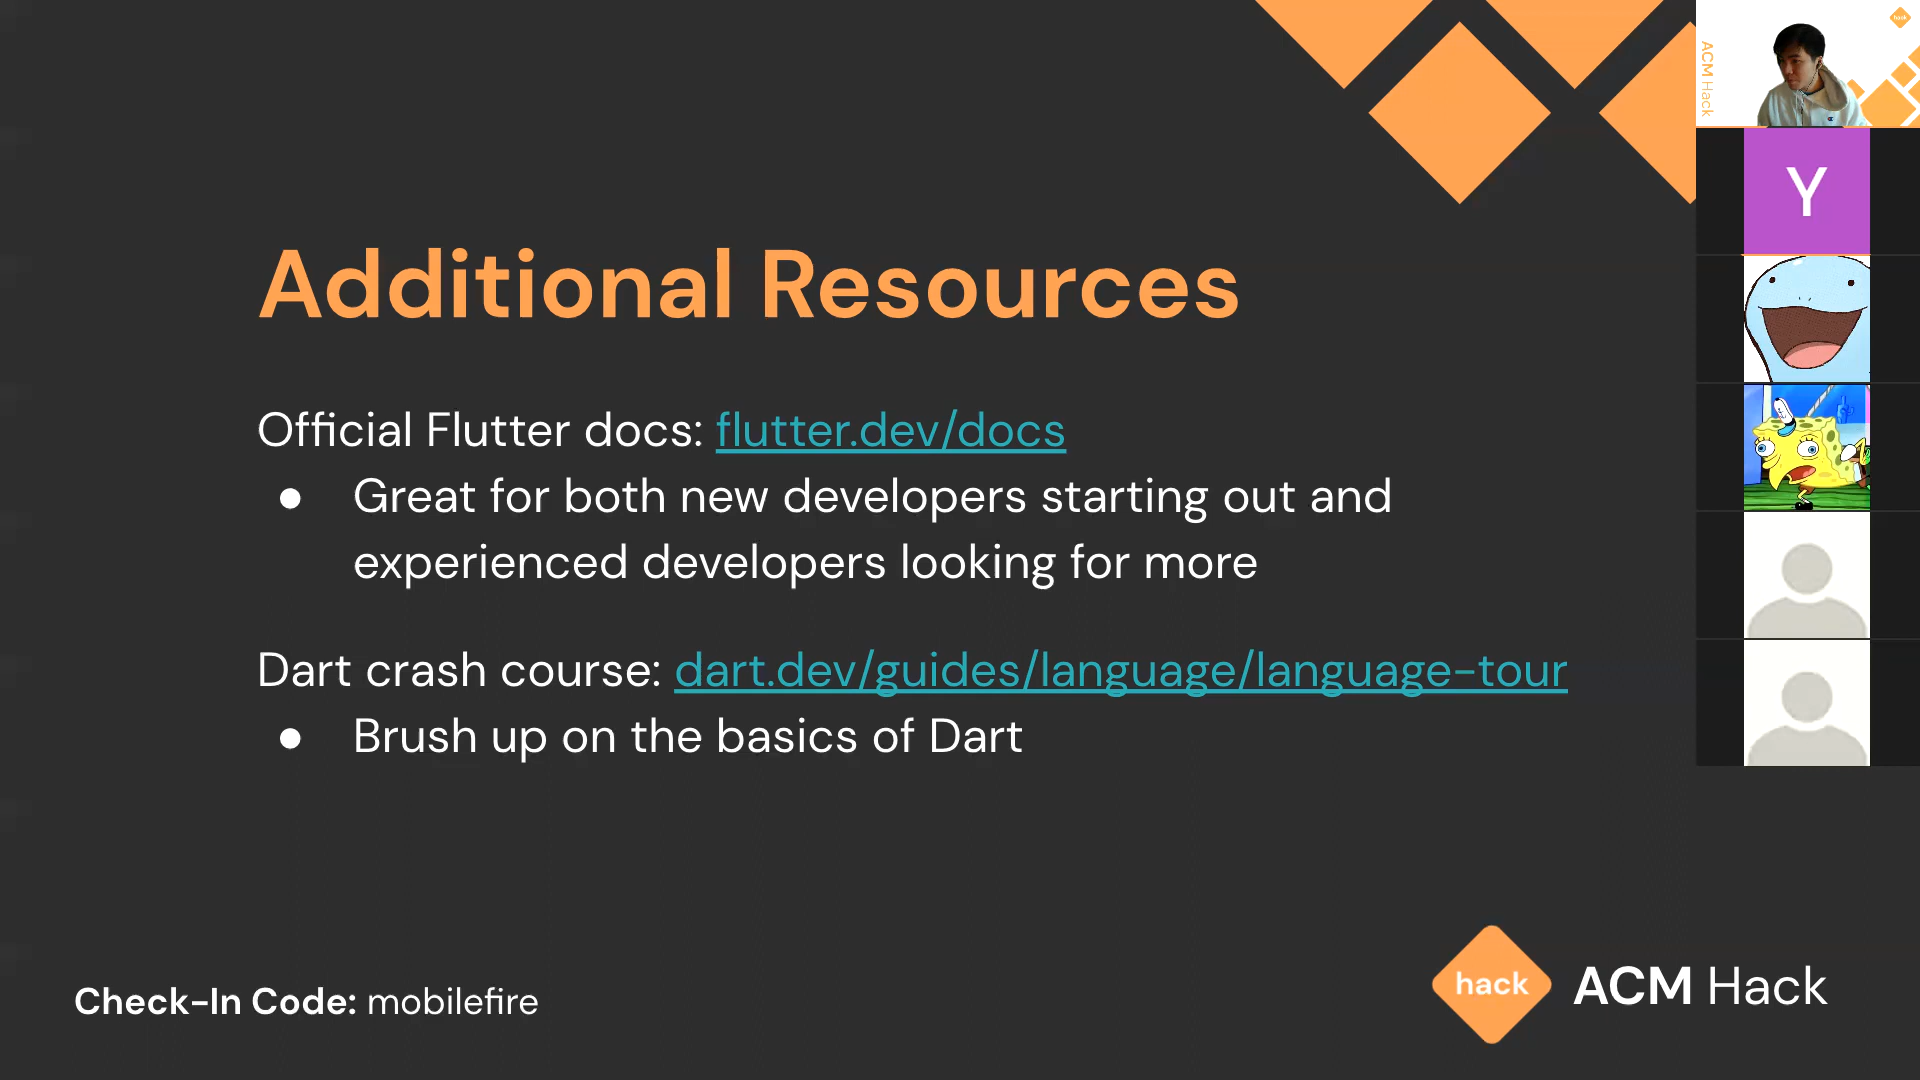 Additional Resources
Official Flutter docs: flutter.dev/docs
● Great for both new developers starting out and
experienced developers looking for more
Dart crash course: dart.dev/guides/language/language-tour
● Brush up on the basics of Dart
Check-In Code: mobilefire
hack ACM Hack
ACM Hack
hack
Y